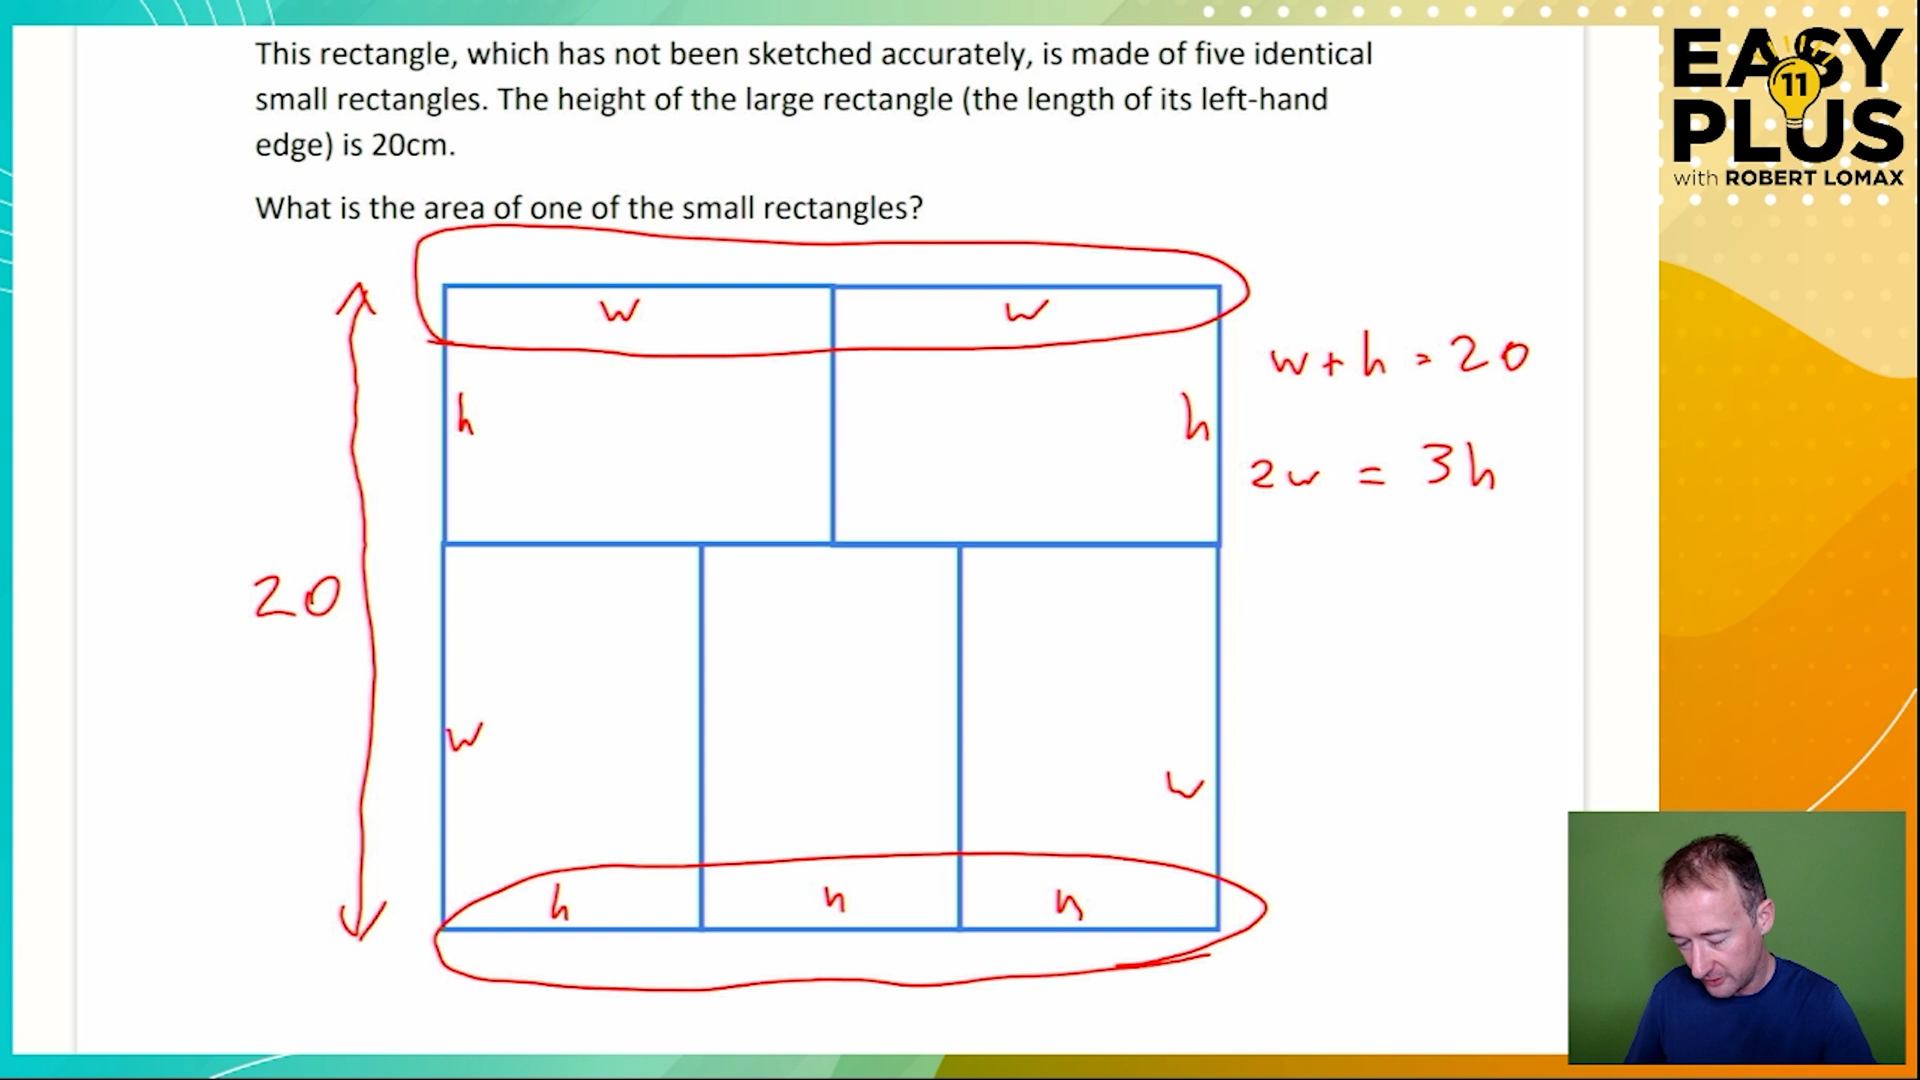 This rectangle, which has not been sketched accurately, is made of five identical
small rectangles. The height of the large rectangle (the length of its left-hand
edge) is 20cm.
What is the area of one of the small rectangles?
EASY
11
PLUS
with ROBERT LOMAX
w w
w + h = 20
h h
2w = 3h
20
w
w
h h h